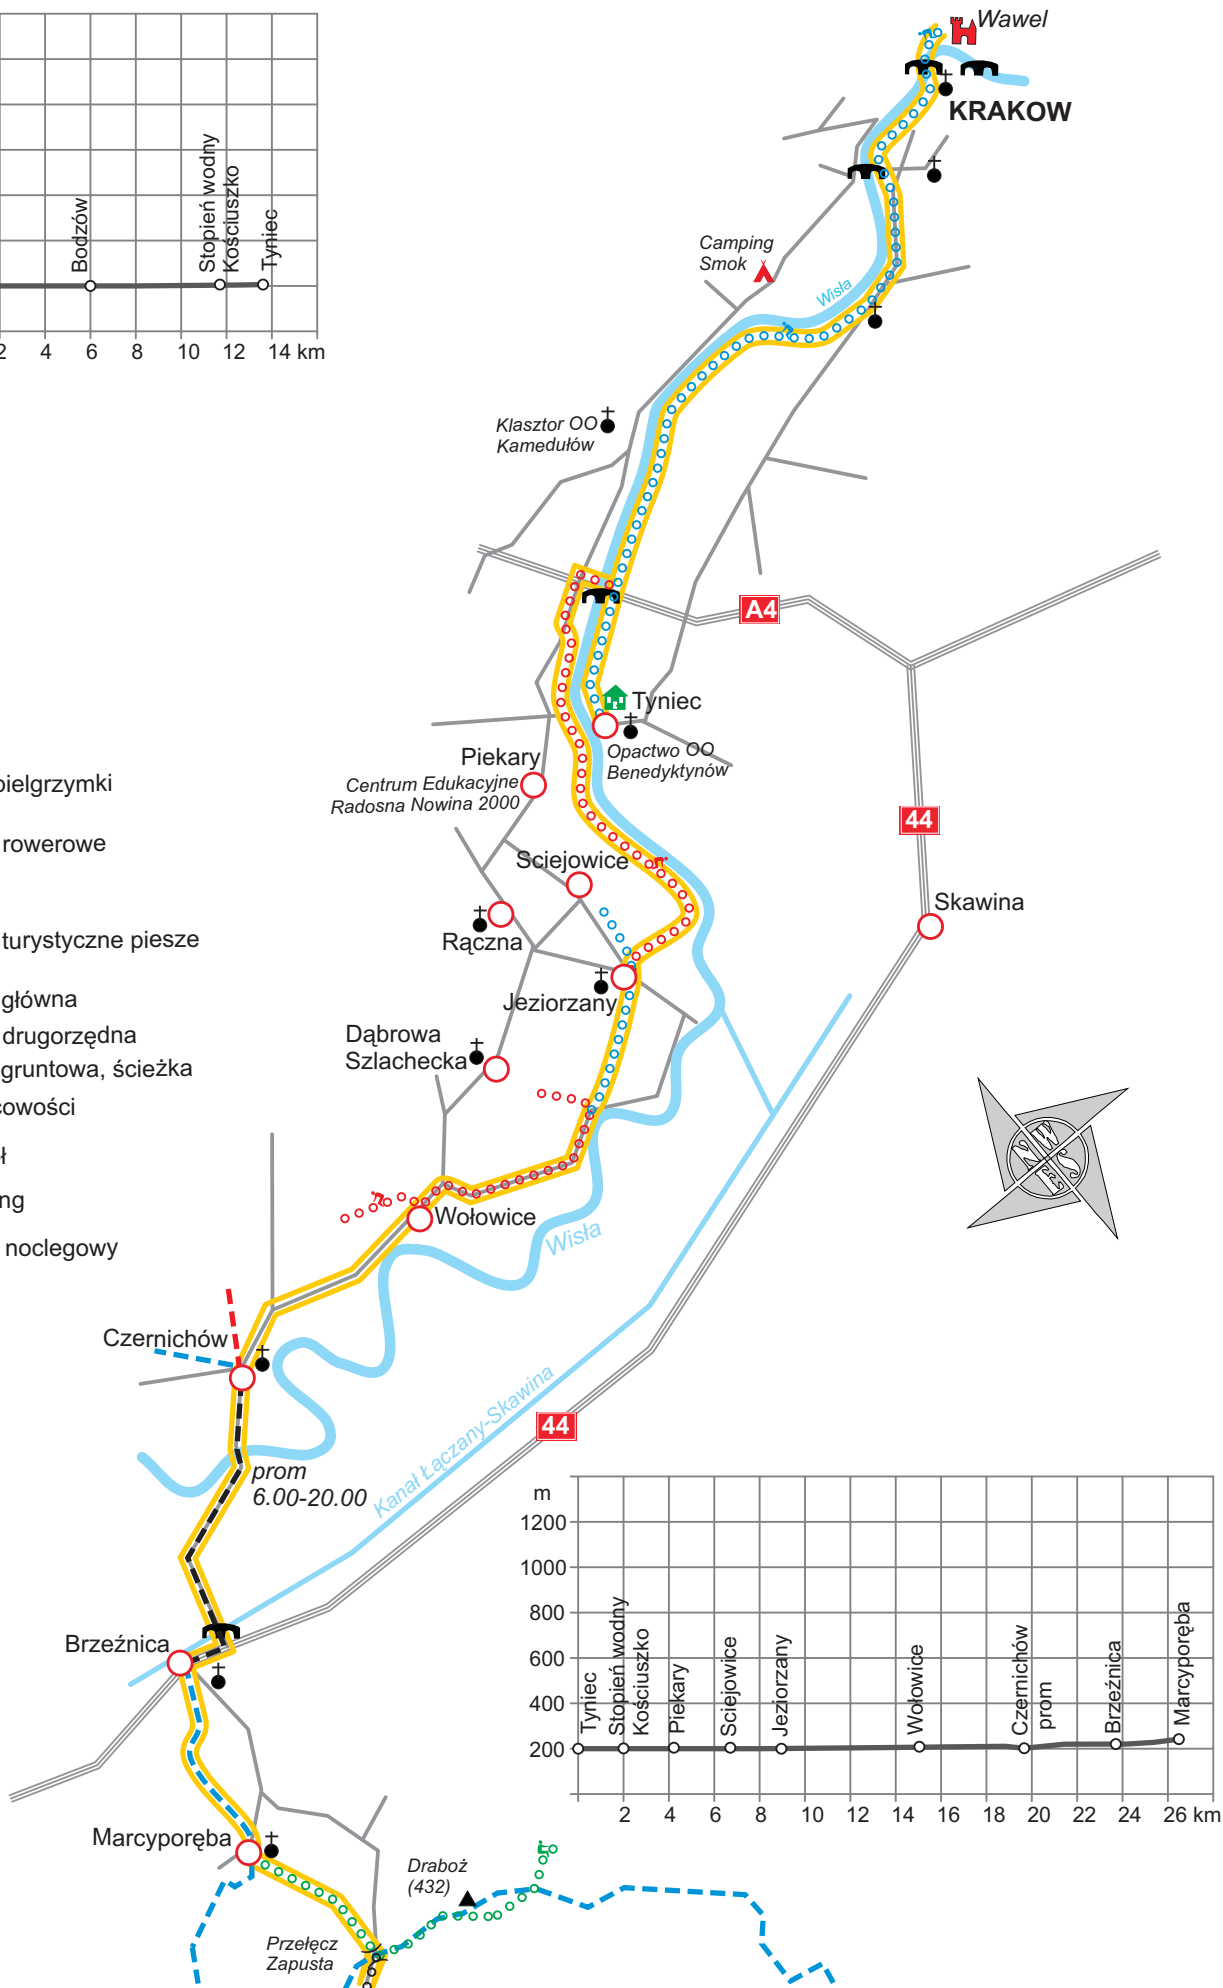 Wawel
KRAKOW
Bodzów
Stopień wodny
Kościuszko
Tyniec
2 4 6 8 10 12 14 km
Camping
Smok
Wisła
Klasztor OO
Kamedułów
A4
Tyniec
Opactwo OO
Benedyktynów
Piekary
Centrum Edukacyjne
Radosna Nowina 2000
44
Sciejowice
Skawina
Rączna
Jeziorzany
Dąbrowa
Szlachecka
pielgrzymki
rowerowe
turystyczne piesze
główna
drugorzędna
gruntowa, ścieżka
cowości
ł
ng
noclegowy
N W
S E
Wołowice
Wisła
Czernichów
Kanał Łączany-Skawina
44
prom
6.00-20.00
Brzeźnica
Marcyporęba
Draboż
(432)
Przełęcz
Zapusta
m
1200
1000
800
600
400
200
Tyniec
Stopień wodny
Kościuszko
Piekary
Sciejowice
Jeziorzany
Wołowice
Czernichów
prom
Brzeźnica
Marcyporęba
2 4 6 8 10 12 14 16 18 20 22 24 26 km